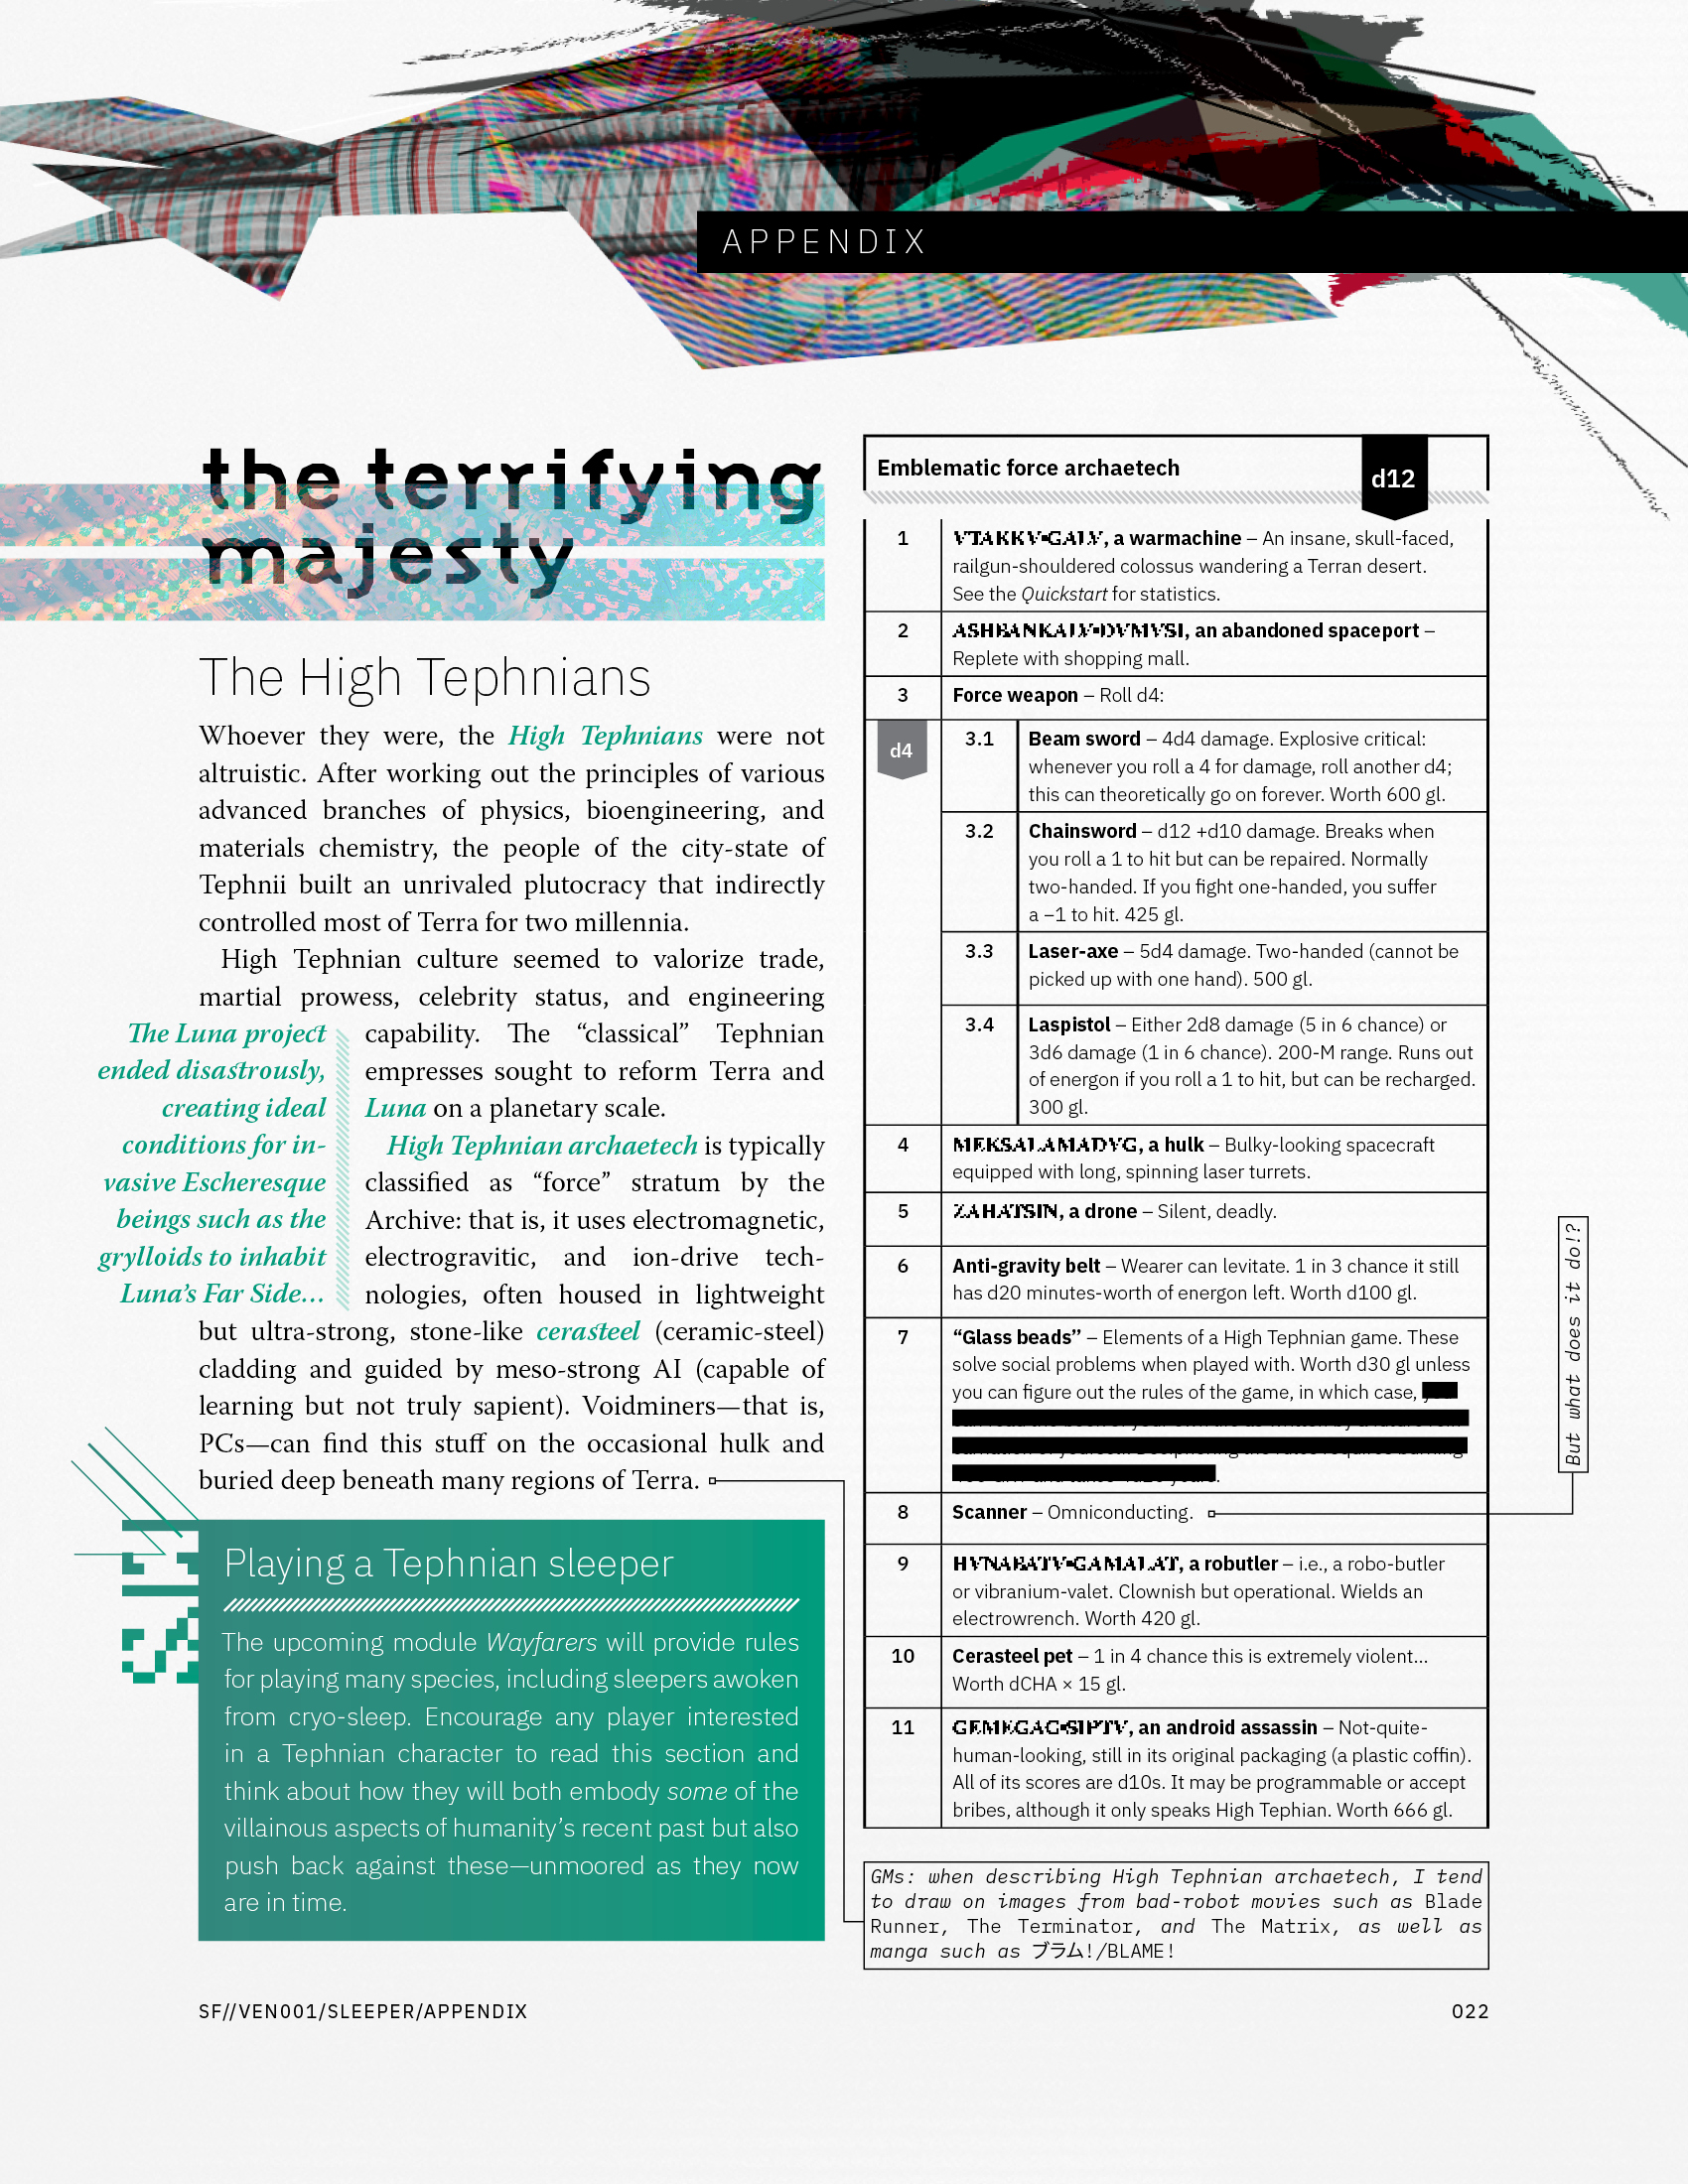 APPENDIX
the terrifying
majesty
The High Tephnians
Whoever they were, the High Tephnians were not
altruistic. After working out the principles of various
advanced branches of physics, bioengineering, and
materials chemistry, the people of the city-state of
Tephnii built an unrivaled plutocracy that indirectly
controlled most of Terra for two millennia.
High Tephnian culture seemed to valorize trade,
martial prowess, celebrity status, and engineering
capability. The “classical” Tephnian
empresses sought to reform Terra and
Luna on a planetary scale.
High Tephnian archaetech is typically
classified as “force” stratum by the
Archive: that is, it uses electromagnetic,
electrogravitic, and ion-drive tech-
nologies, often housed in lightweight
but ultra-strong, stone-like cerasteel (ceramic-steel)
cladding and guided by meso-strong AI (capable of
learning but not truly sapient). Voidminers—that is,
PCs—can find this stuff on the occasional hulk and
buried deep beneath many regions of Terra.
The Luna project
ended disastrously,
creating ideal
conditions for in-
vasive Escheresque
beings such as the
grylloids to inhabit
Luna’s Far Side…
Playing a Tephnian sleeper
The upcoming module Wayfarers will provide rules
for playing many species, including sleepers awoken
from cryo-sleep. Encourage any player interested
in a Tephnian character to read this section and
think about how they will both embody some of the
villainous aspects of humanity’s recent past but also
push back against these—unmoored as they now
are in time.
Emblematic force archaetech
d12
1
VTAKKV-GALV, a warmachine – An insane, skull-faced,
railgun-shouldered colossus wandering a Terran desert.
See the Quickstart for statistics.
2
ASHBANKALV-DVMVSI, an abandoned spaceport –
Replete with shopping mall.
3
Force weapon – Roll d4:
d4
3.1
Beam sword – 4d4 damage. Explosive critical:
whenever you roll a 4 for damage, roll another d4;
this can theoretically go on forever. Worth 600 gl.
3.2
Chainsword – d12 +d10 damage. Breaks when
you roll a 1 to hit but can be repaired. Normally
two-handed. If you fight one-handed, you suffer
a −1 to hit. 425 gl.
3.3
Laser-axe – 5d4 damage. Two-handed (cannot be
picked up with one hand). 500 gl.
3.4
Laspistol – Either 2d8 damage (5 in 6 chance) or
3d6 damage (1 in 6 chance). 200-M range. Runs out
of energon if you roll a 1 to hit, but can be recharged.
300 gl.
4
MEKSALAMADVG, a hulk – Bulky-looking spacecraft
equipped with long, spinning laser turrets.
5
ZAHATSIN, a drone – Silent, deadly.
6
Anti-gravity belt – Wearer can levitate. 1 in 3 chance it still
has d20 minutes-worth of energon left. Worth d100 gl.
7
“Glass beads” – Elements of a High Tephnian game. These
solve social problems when played with. Worth d30 gl unless
you can figure out the rules of the game, in which case,
8
Scanner – Omniconducting.
But what does it do!?
9
HVNABATV-GAMALAT, a robutler – i.e., a robo-butler
or vibranium-valet. Clownish but operational. Wields an
electrowrench. Worth 420 gl.
10
Cerasteel pet – 1 in 4 chance this is extremely violent…
Worth dCHA × 15 gl.
11
GEMEGAG-SIPTV, an android assassin – Not-quite-
human-looking, still in its original packaging (a plastic coffin).
All of its scores are d10s. It may be programmable or accept
bribes, although it only speaks High Tephian. Worth 666 gl.
GMs: when describing High Tephnian archaetech, I tend
to draw on images from bad-robot movies such as Blade
Runner, The Terminator, and The Matrix, as well as
manga such as ブラム!/BLAME!
SF//VEN001/SLEEPER/APPENDIX
022